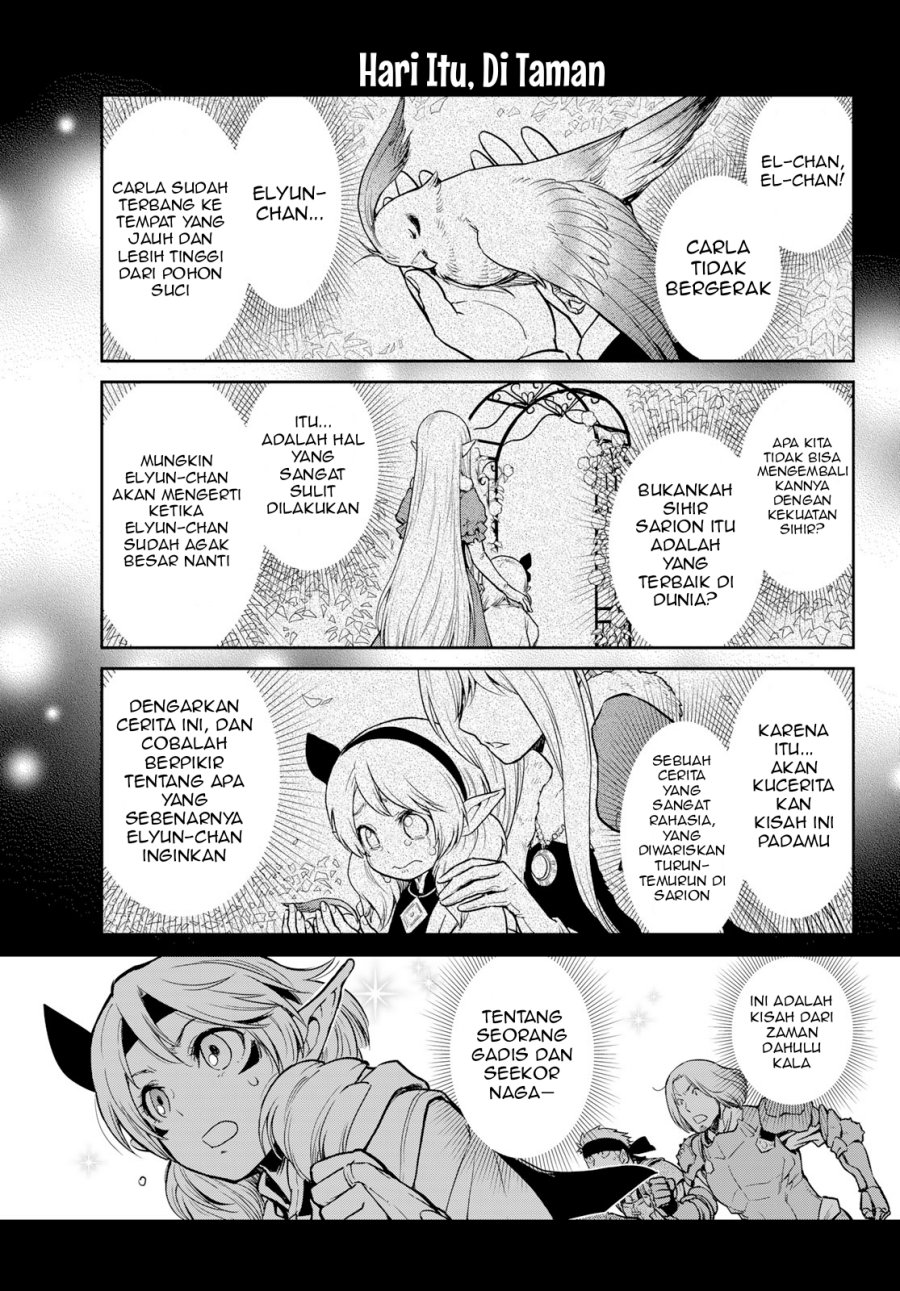 Hari Itu, Di Taman
EL-CHAN,
EL-CHAN!
CARLA
TIDAK
BERGERAK
ELYUN-
CHAN...
CARLA SUDAH
TERBANG KE
TEMPAT YANG
JAUH DAN
LEBIH TINGGI
DARI POHON
SUCI
APA KITA
TIDAK BISA
MENGEMBALI
KANNYA
DENGAN
KEKUATAN
SIHIR?
BUKANKAH
SIHIR
SARION ITU
ADALAH
YANG
TERBAIK DI
DUNIA?
ITU...
ADALAH HAL
YANG
SANGAT
SULIT
DILAKUKAN
MUNGKIN
ELYUN-CHAN
AKAN MENGERTI
KETIKA
ELYUN-CHAN
SUDAH AGAK
BESAR NANTI
KARENA
ITU...
AKAN
KUCERITA
KAN
KISAH INI
PADAMU
SEBUAH
CERITA
YANG
SANGAT
RAHASIA,
YANG
DIWARISKAN
TURUN-
TEMURUN DI
SARION
DENGARKAN
CERITA INI, DAN
COBALAH
BERPIKIR
TENTANG APA
YANG
SEBENARNYA
ELYUN-CHAN
INGINKAN
INI ADALAH
KISAH DARI
ZAMAN
DAHULU
KALA
TENTANG
SEORANG
GADIS DAN
SEEKOR
NAGA—